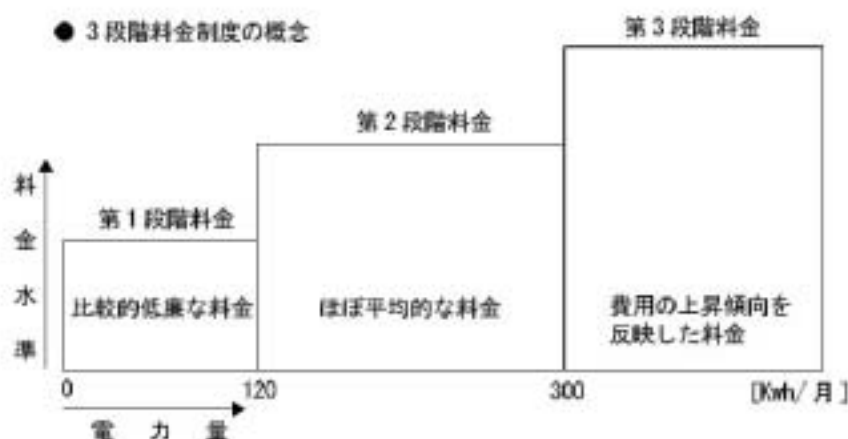 ● 3段階料金制度の概念
第3段階料金
第2段階料金
第1段階料金
料金水準
比較的低廉な料金
ほぼ平均的な料金
費用の上昇傾向を
反映した料金
0
120
300
[Kwh/月]
電力量